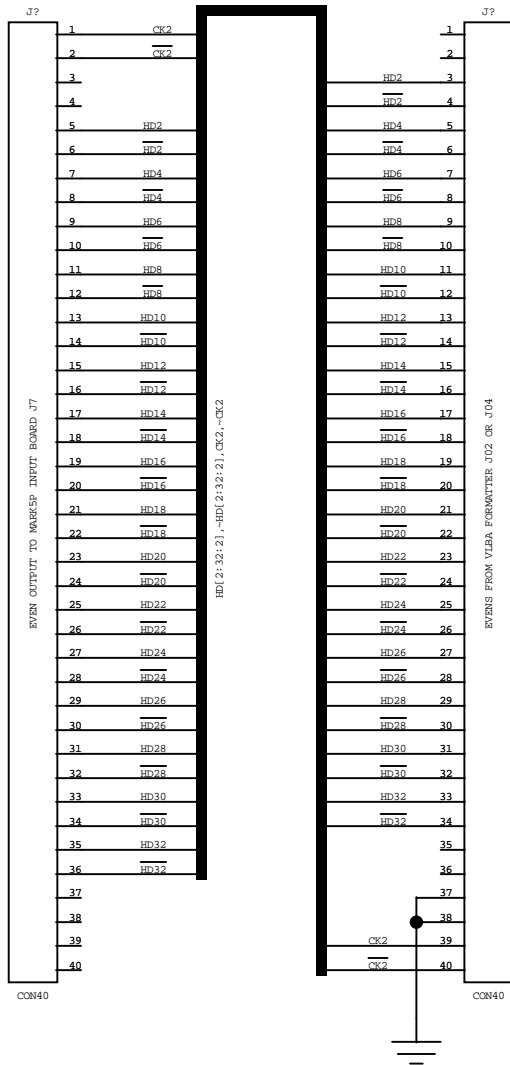 J?
1 CK2
2 CK2
3
4
5 HD2
6 HD2
7 HD4
8 HD4
9 HD6
10 HD6
11 HD8
12 HD8
13 HD10
14 HD10
15 HD12
16 HD12
17 HD14
18 HD14
19 HD16
20 HD16
21 HD18
22 HD18
23 HD20
24 HD20
25 HD22
26 HD22
27 HD24
28 HD24
29 HD26
30 HD26
31 HD28
32 HD28
33 HD30
34 HD30
35 HD32
36 HD32
37
38
39
40
CON40
EVEN OUTPUT TO MARK5P INPUT BOARD J7
HD[2:32:2],~HD[2:32:2],CK2,~CK2
J?
1
2
HD2 3
HD2 4
HD4 5
HD4 6
HD6 7
HD6 8
HD8 9
HD8 10
HD10 11
HD10 12
HD12 13
HD12 14
HD14 15
HD14 16
HD16 17
HD16 18
HD18 19
HD18 20
HD20 21
HD20 22
HD22 23
HD22 24
HD24 25
HD24 26
HD26 27
HD26 28
HD28 29
HD28 30
HD30 31
HD30 32
HD32 33
HD32 34
35
36
37
38
CK2 39
CK2 40
CON40
EVENS FROM VLBA FORMATTER J02 OR J04